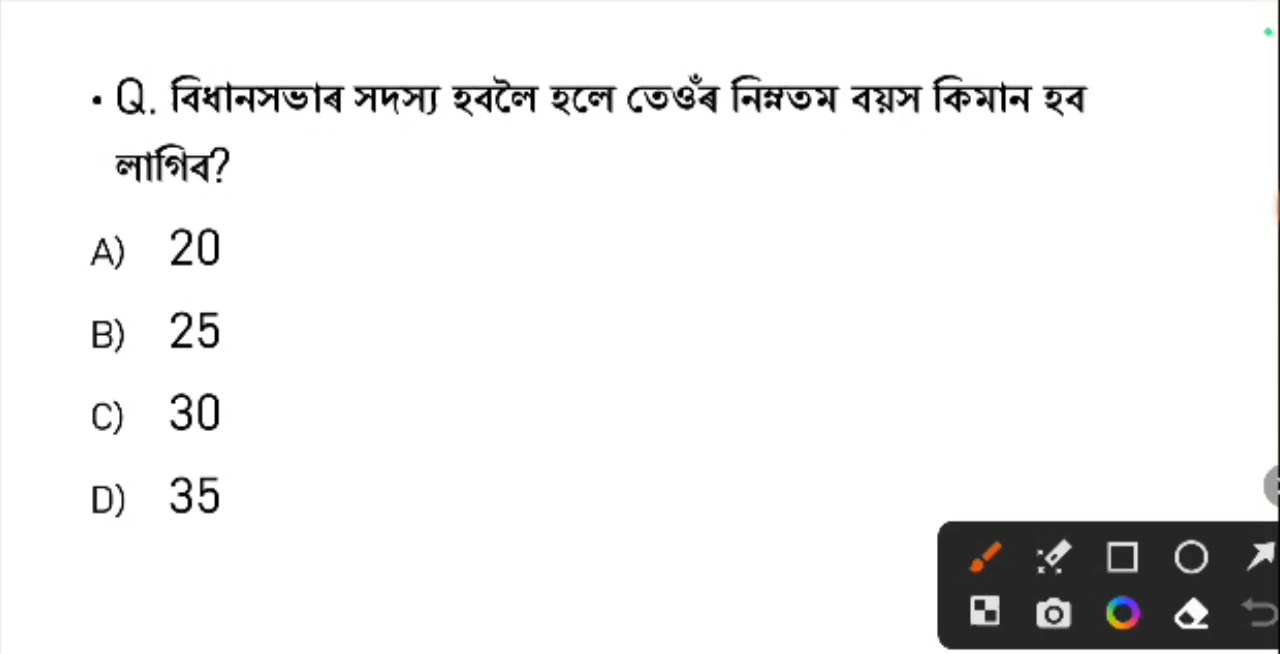 • Q. বিধানসভাৰ সদস্য হবলৈ হলে তেওঁৰ নিম্নতম বয়স কিমান হব
লাগিব?
A) 20
B) 25
C) 30
D) 35